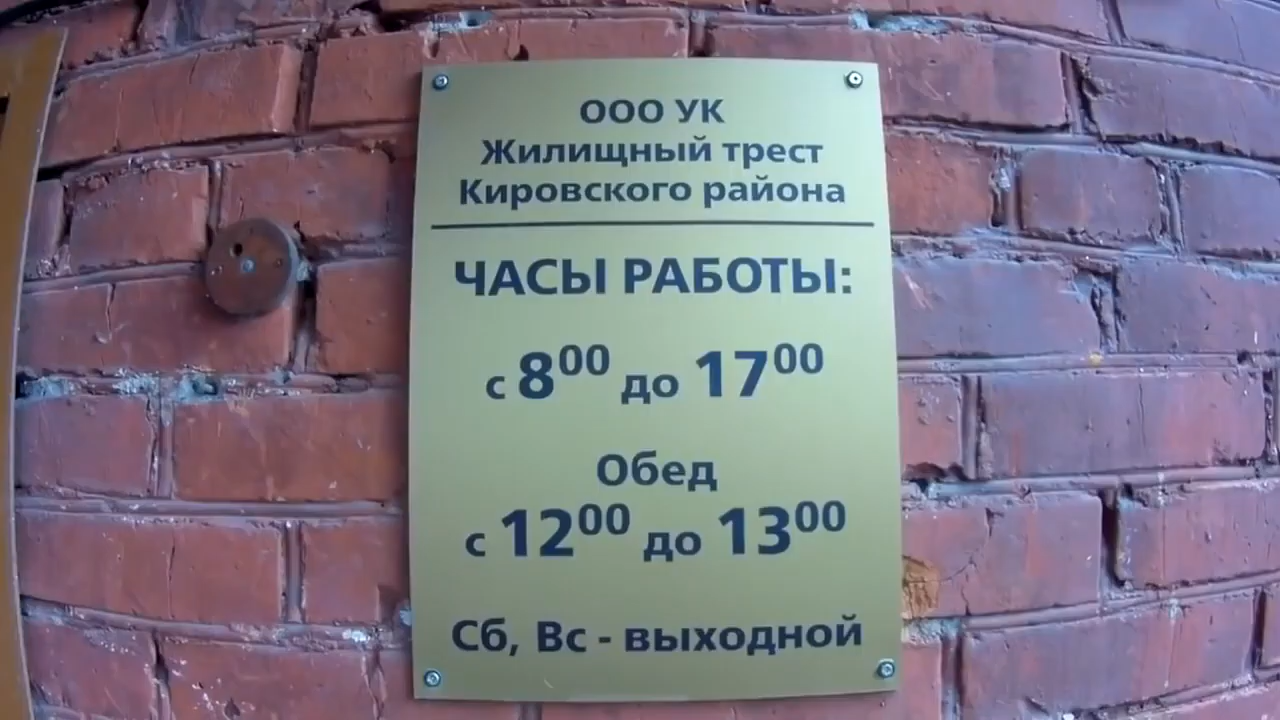 ООО УК
Жилищный трест
Кировского района
ЧАСЫ РАБОТЫ:
с 8⁰⁰ до 17⁰⁰
Обед
с 12⁰⁰ до 13⁰⁰
Сб, Вс - выходной